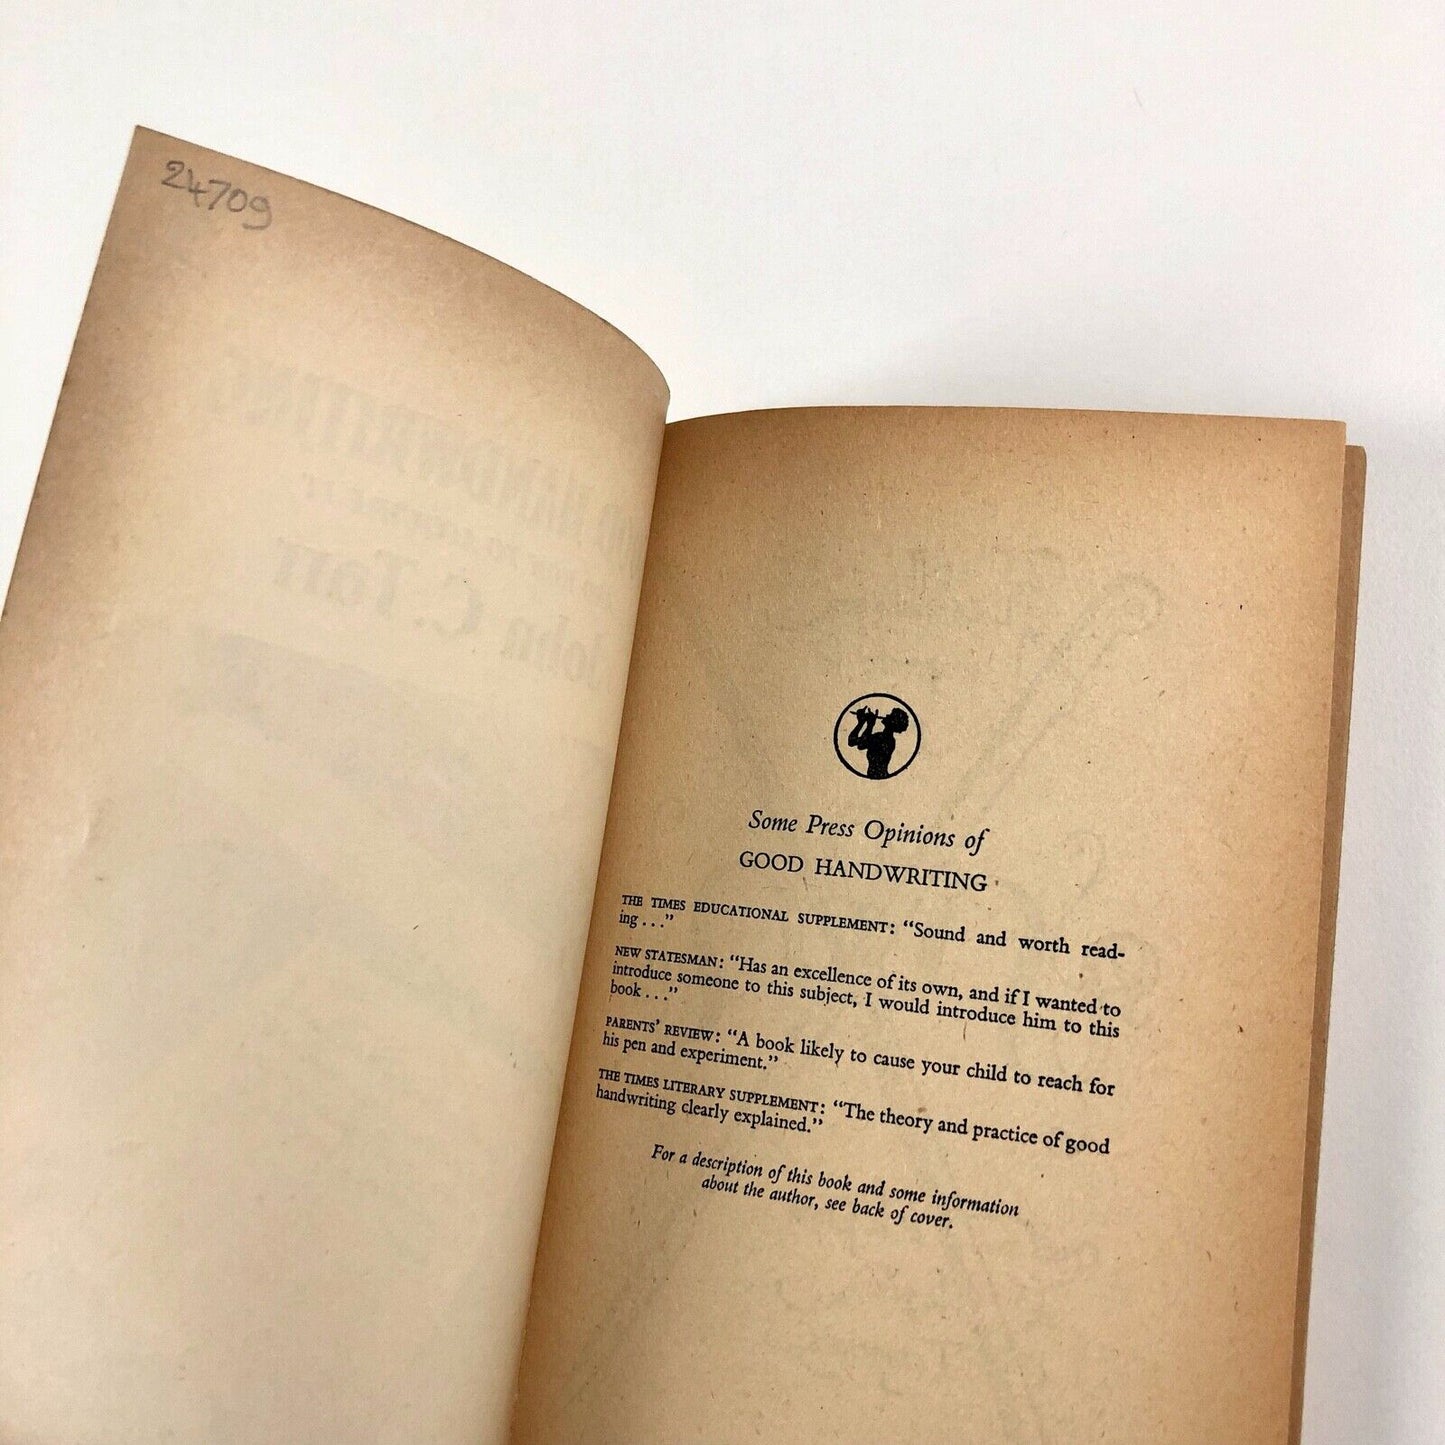 24709
Some Press Opinions of
GOOD HANDWRITING
THE TIMES EDUCATIONAL SUPPLEMENT: “Sound and worth read-
ing . . .”
NEW STATESMAN: “Has an excellence of its own, and if I wanted to
introduce someone to this subject, I would introduce him to this
book . . .”
PARENTS’ REVIEW: “A book likely to cause your child to reach for
his pen and experiment.”
THE TIMES LITERARY SUPPLEMENT: “The theory and practice of good
handwriting clearly explained.”
For a description of this book and some information
about the author, see back of cover.